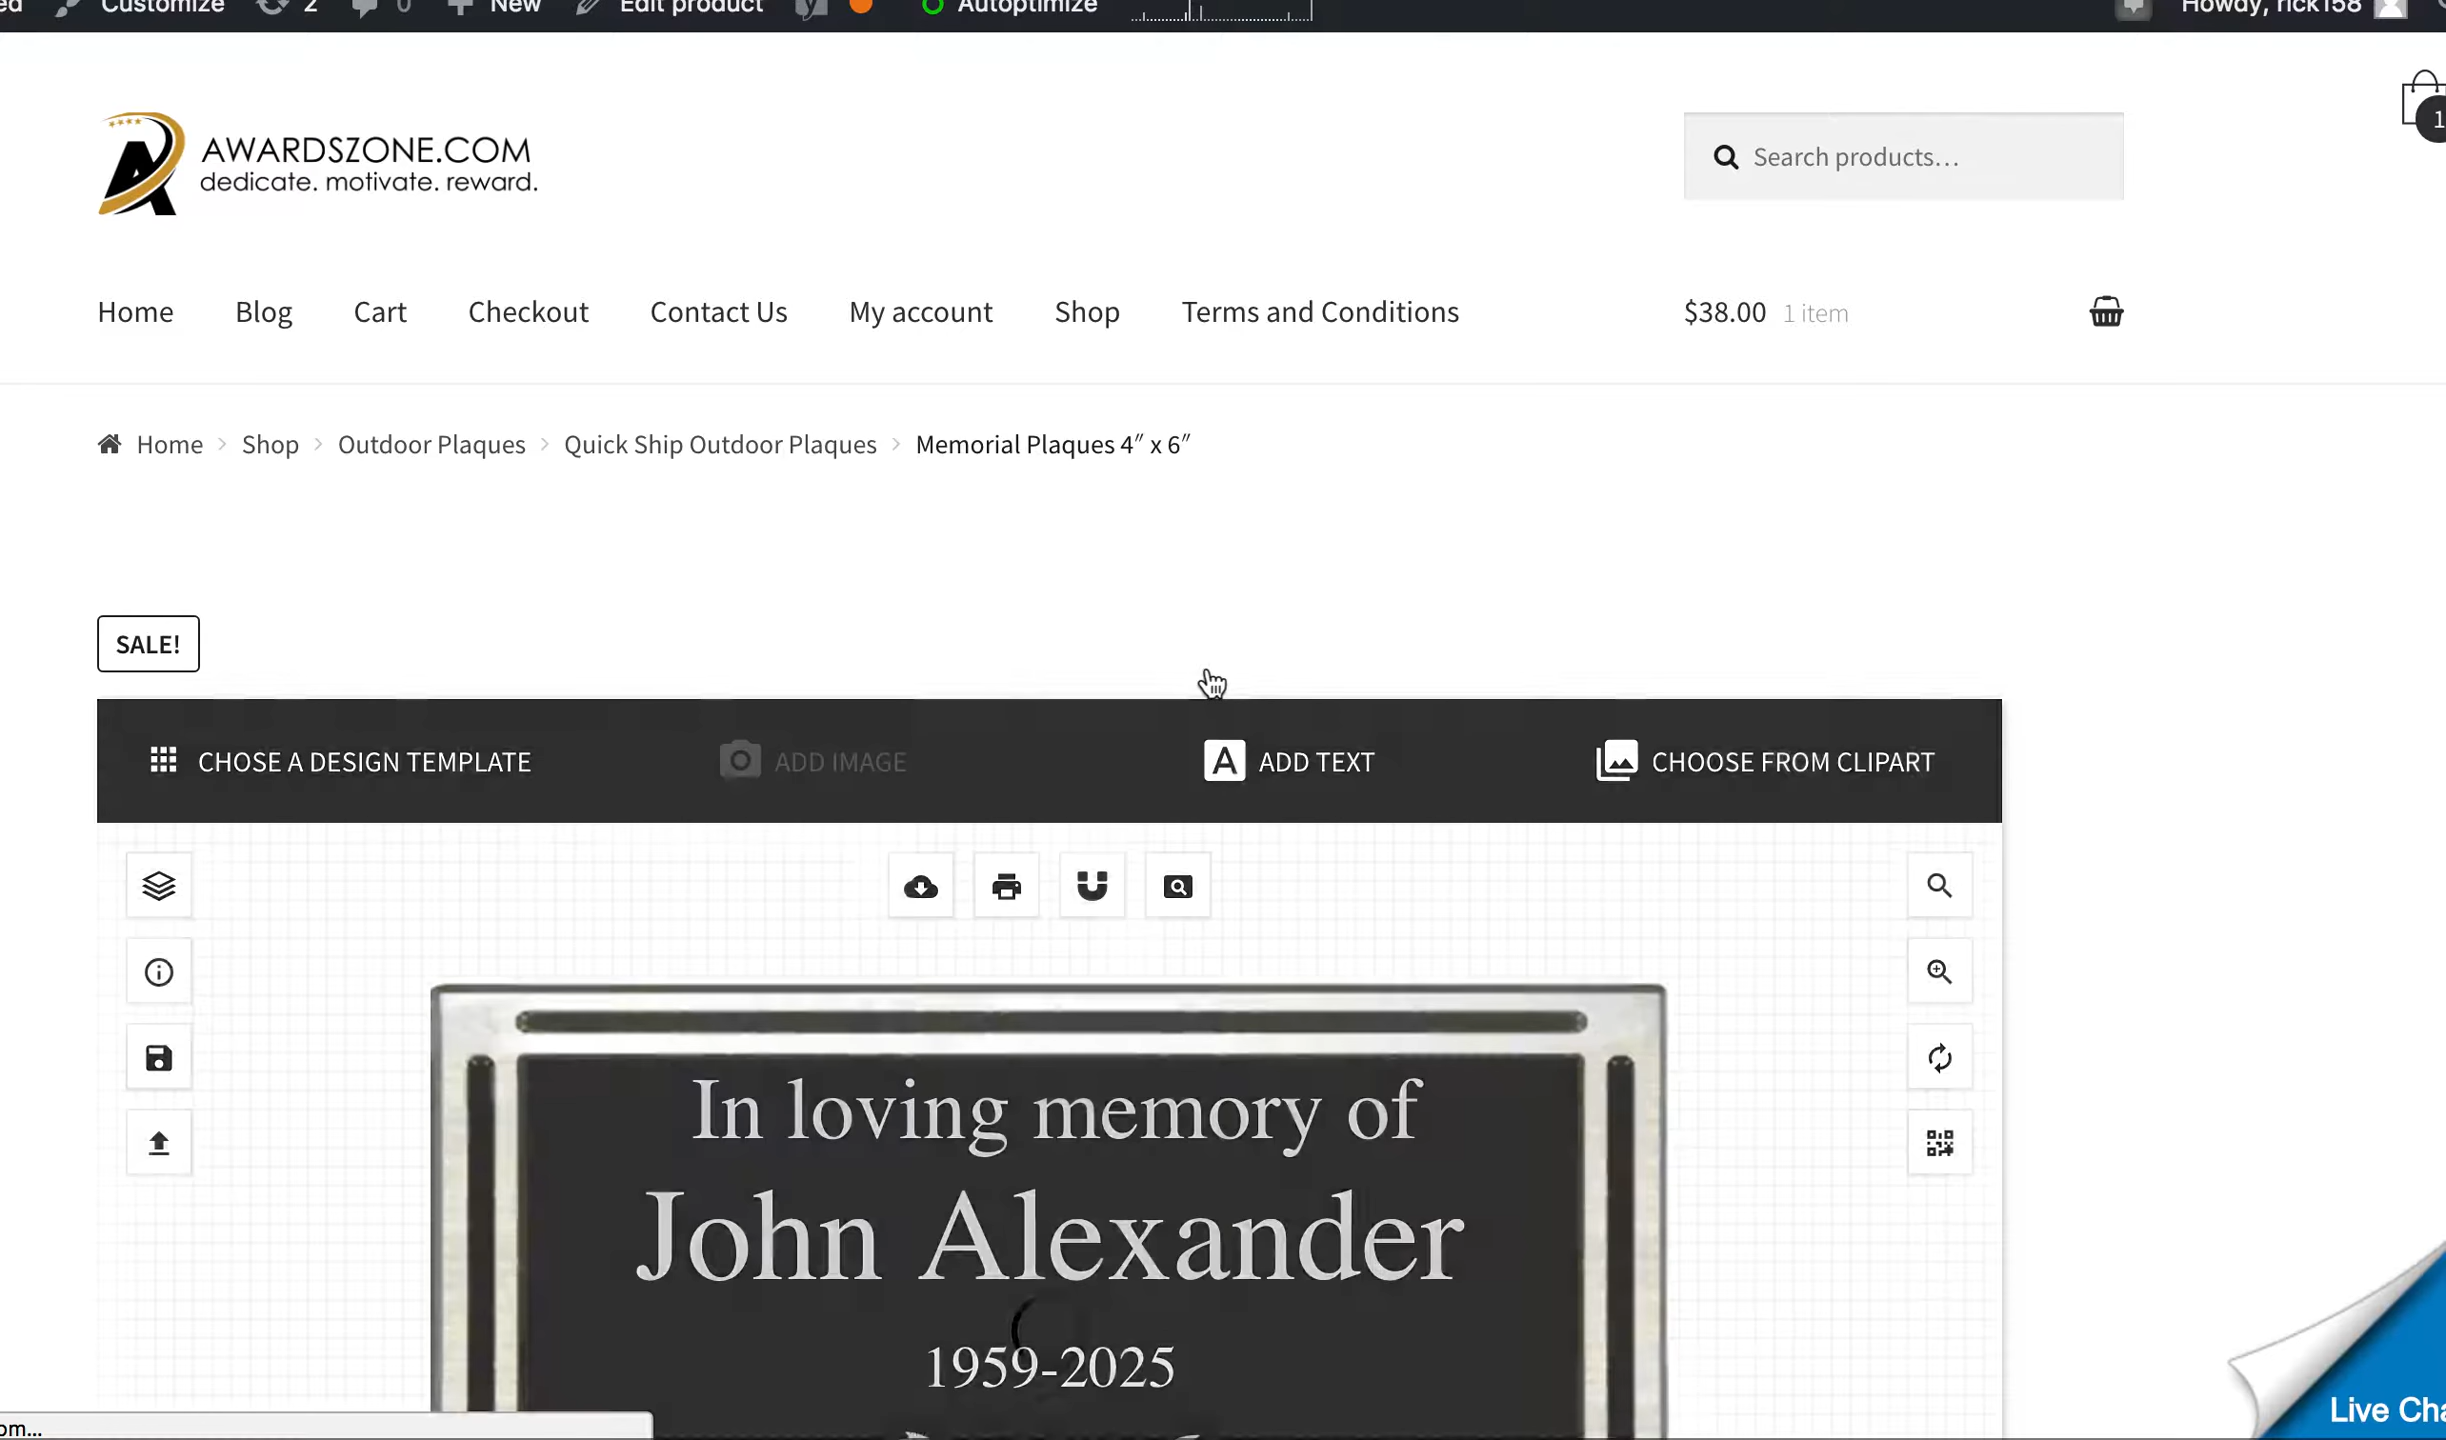 Customize 2 0 New Edit product Autoptimize Howdy, rick158
AWARDSZONE.COM
dedicate. motivate. reward.
Search products…
1
Home Blog Cart Checkout Contact Us My account Shop Terms and Conditions $38.00 1 item
Home Shop Outdoor Plaques Quick Ship Outdoor Plaques Memorial Plaques 4″ x 6″
SALE!
CHOSE A DESIGN TEMPLATE ADD IMAGE ADD TEXT CHOOSE FROM CLIPART
In loving memory of
John Alexander
1959-2025
Live